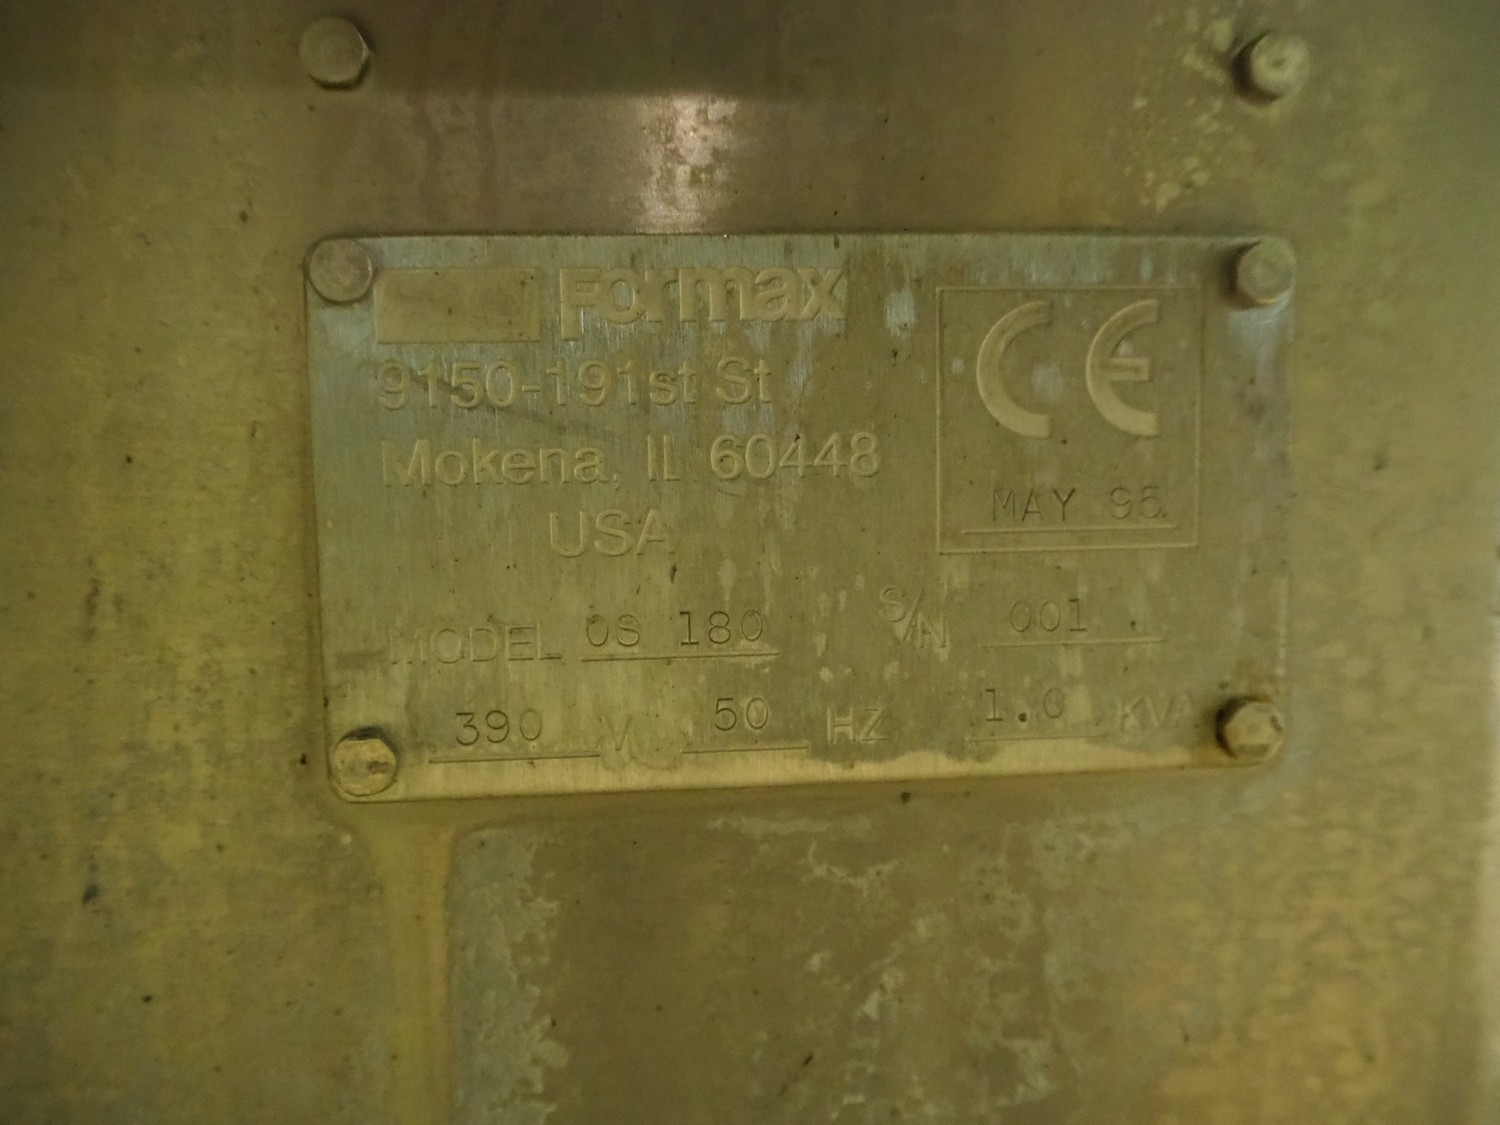 Formax
9150-191st St
Mokena, IL 60448
USA
CE
MAY 95
MODEL OS 180 S/N 001
390 V 50 HZ 1.0 KVA